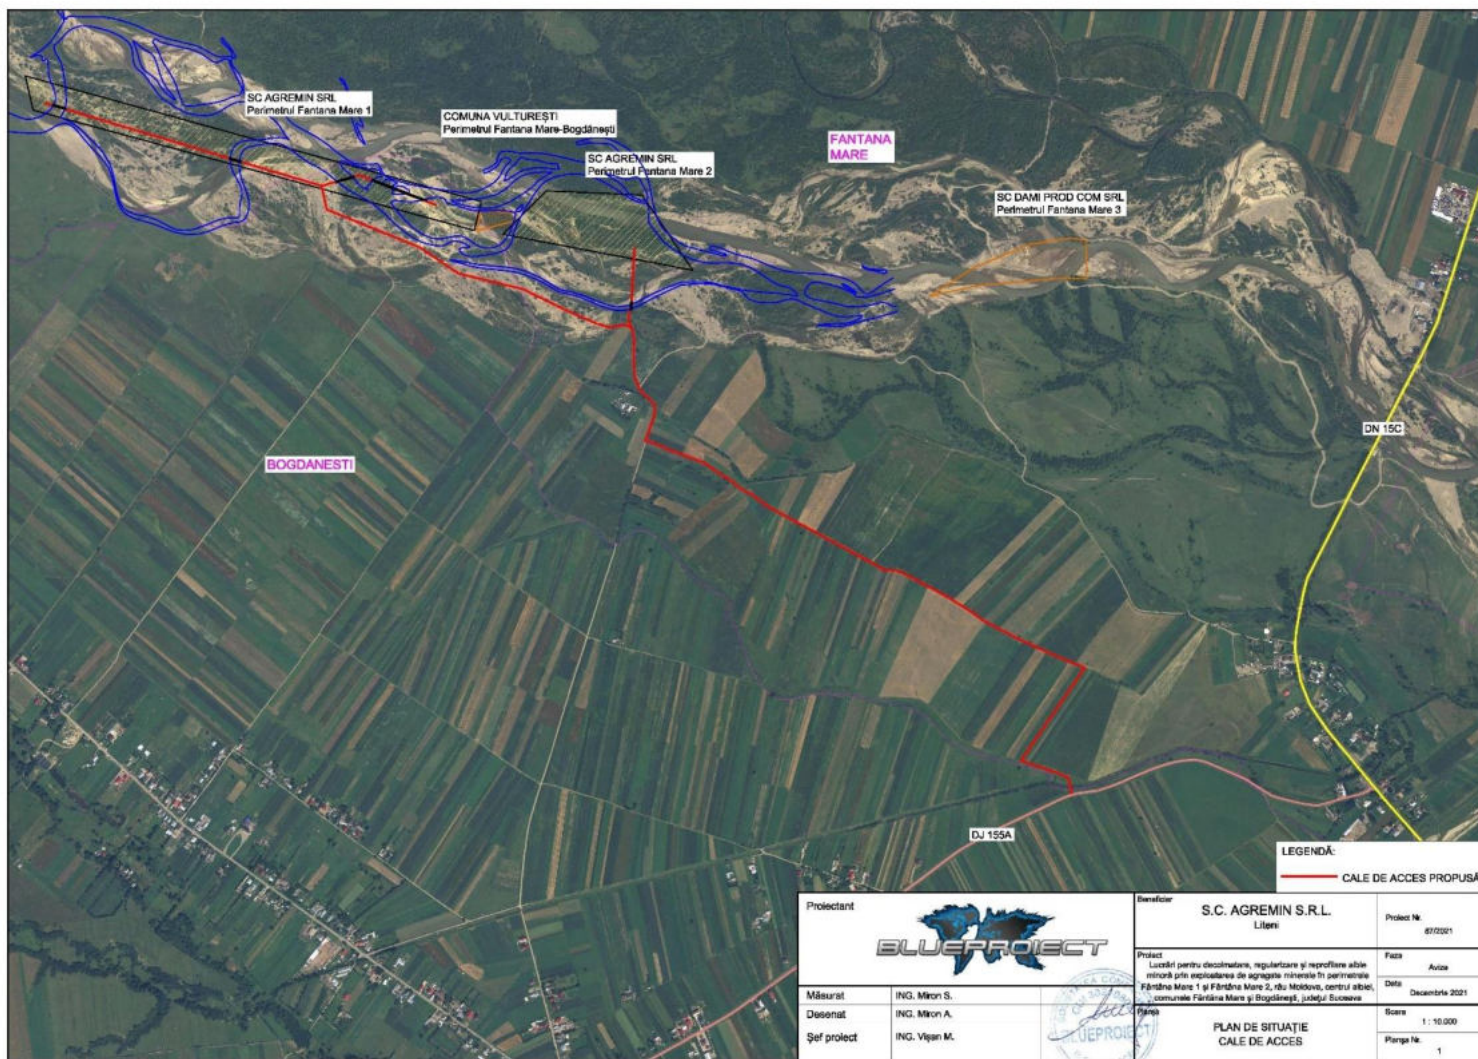 SC AGREMIN SRL
Perimetrul Fantana Mare 1
COMUNA VULTUREȘTI
Perimetrul Fantana Mare-Bogdănești
SC AGREMIN SRL
Perimetrul Fantana Mare 2
FANTANA
MARE
SC DAMI PROD COM SRL
Perimetrul Fantana Mare 3
DN 15C
BOGDANESTI
DJ 155A
LEGENDĂ:
CALE DE ACCES PROPUSĂ
Proiectant
BLUEPROIECT
Beneficiar
S.C. AGREMIN S.R.L.
Liteni
Proiect Nr.
67/2021
Proiect
Lucrări pentru decolmatare, regularizare și reprofilare albie
minoră prin exploatarea de agregate minerale în perimetrele
Fântâna Mare 1 și Fântâna Mare 2, râu Moldova, centrul albiei,
comunele Fântâna Mare și Bogdănești, județul Suceava
Faza
Avize
Data
Decembrie 2021
Măsurat
ING. Miron S.
Desenat
ING. Miron A.
Șef proiect
ING. Vișan M.
BLUEPROIECT
Planșa
PLAN DE SITUAȚIE
CALE DE ACCES
Scara
1 : 10.000
Planșa Nr.
1